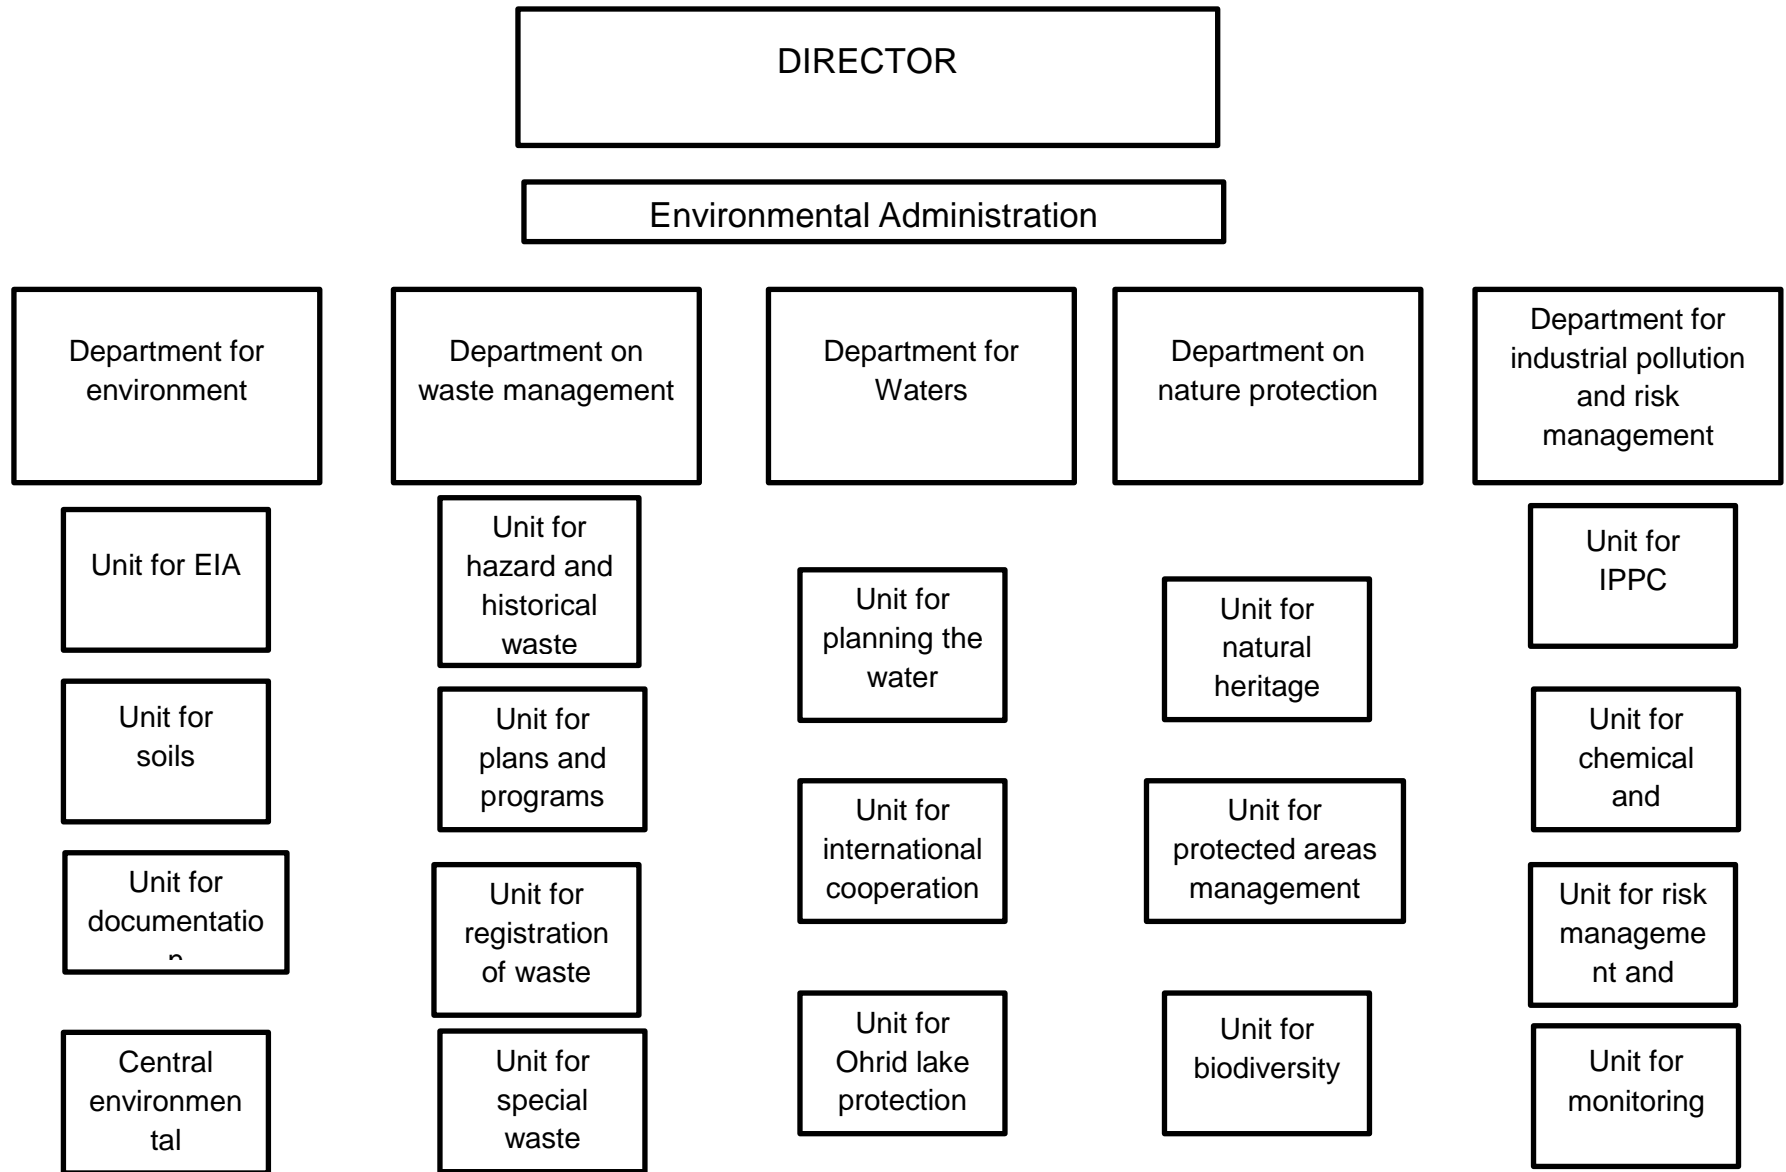 DIRECTOR
Environmental Administration
Department for
environment
Department on
waste management
Department for
Waters
Department on
nature protection
Department for
industrial pollution
and risk
management
Unit for EIA
Unit for
soils
Unit for
documentatio
n
Central
environmen
tal
Unit for
hazard and
historical
waste
Unit for
plans and
programs
Unit for
registration
of waste
Unit for
special
waste
Unit for
planning the
water
Unit for
international
cooperation
Unit for
Ohrid lake
protection
Unit for
natural
heritage
Unit for
protected areas
management
Unit for
biodiversity
Unit for
IPPC
Unit for
chemical
and
Unit for risk
manageme
nt and
Unit for
monitoring